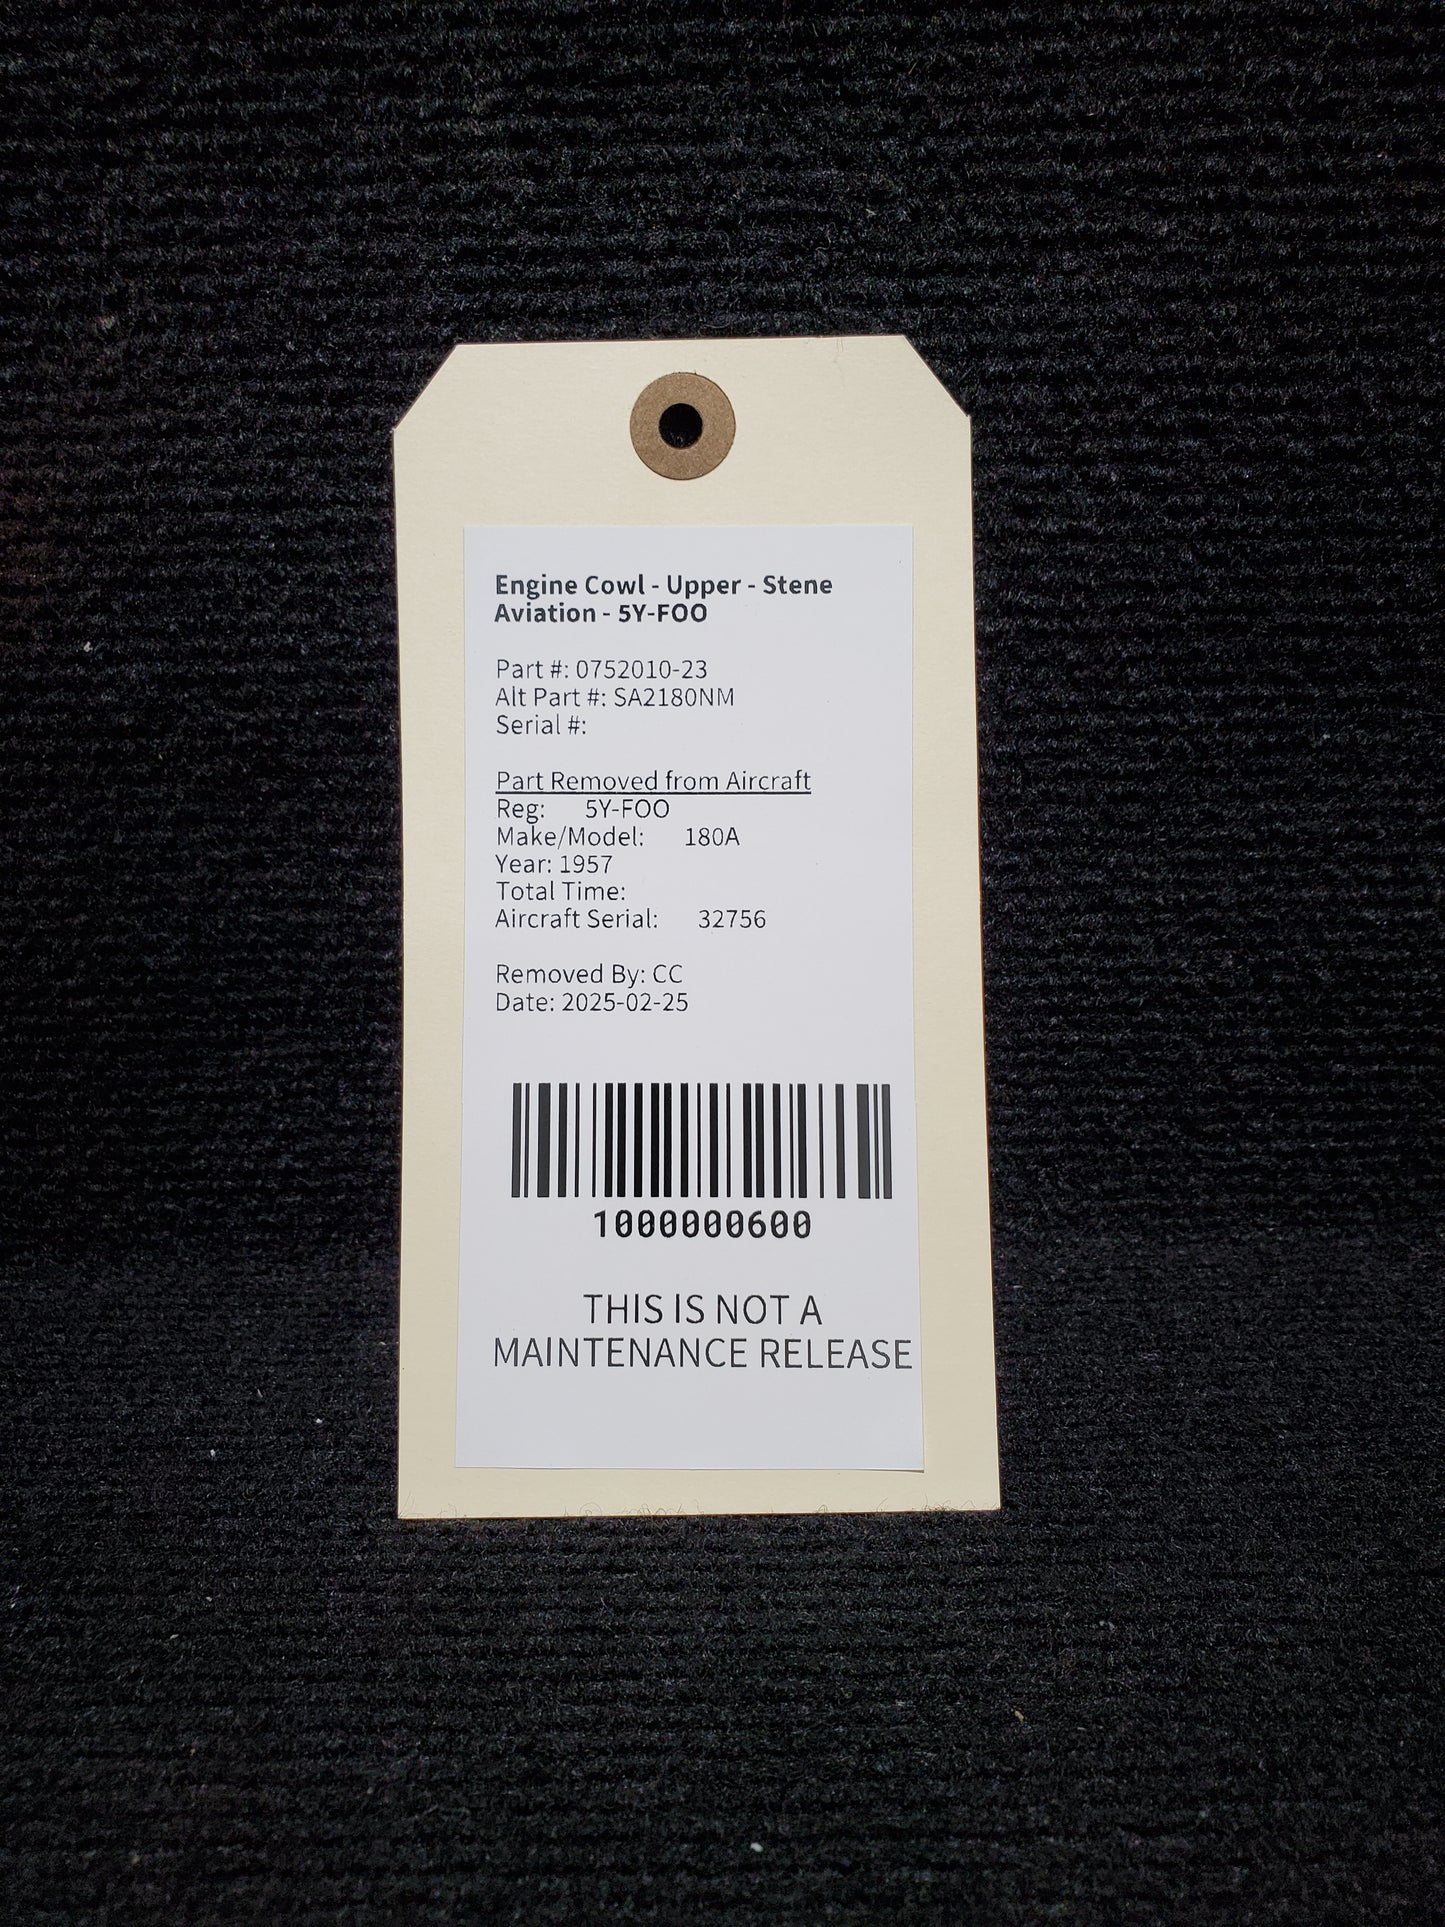 Engine Cowl - Upper - Stene
Aviation - 5Y-FOO
Part #: 0752010-23
Alt Part #: SA2180NM
Serial #:
Part Removed from Aircraft
Reg: 5Y-FOO
Make/Model: 180A
Year: 1957
Total Time:
Aircraft Serial: 32756
Removed By: CC
Date: 2025-02-25
1000000600
THIS IS NOT A
MAINTENANCE RELEASE